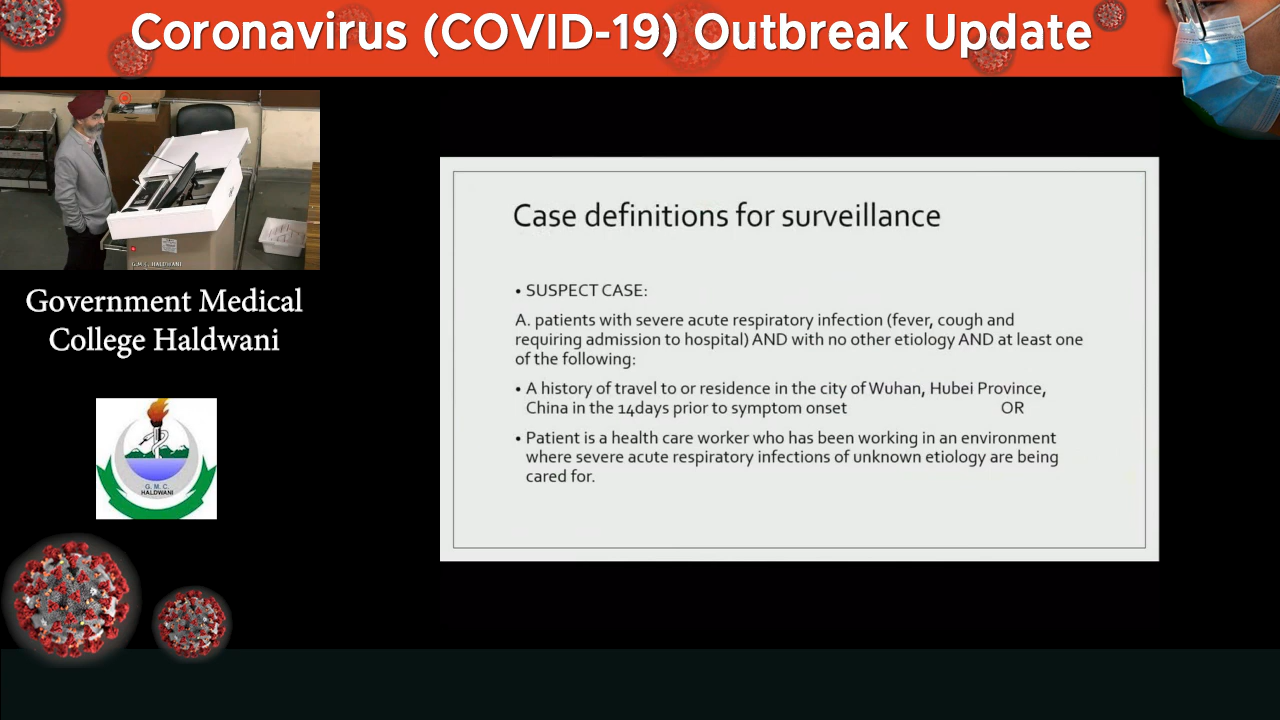 Coronavirus (COVID-19) Outbreak Update
G.M.C. HALDWANI
Government Medical
College Haldwani
G. M. C.
HALDWANI
Case definitions for surveillance
• SUSPECT CASE:
A. patients with severe acute respiratory infection (fever, cough and
requiring admission to hospital) AND with no other etiology AND at least one
of the following:
• A history of travel to or residence in the city of Wuhan, Hubei Province,
China in the 14days prior to symptom onset OR
• Patient is a health care worker who has been working in an environment
where severe acute respiratory infections of unknown etiology are being
cared for.